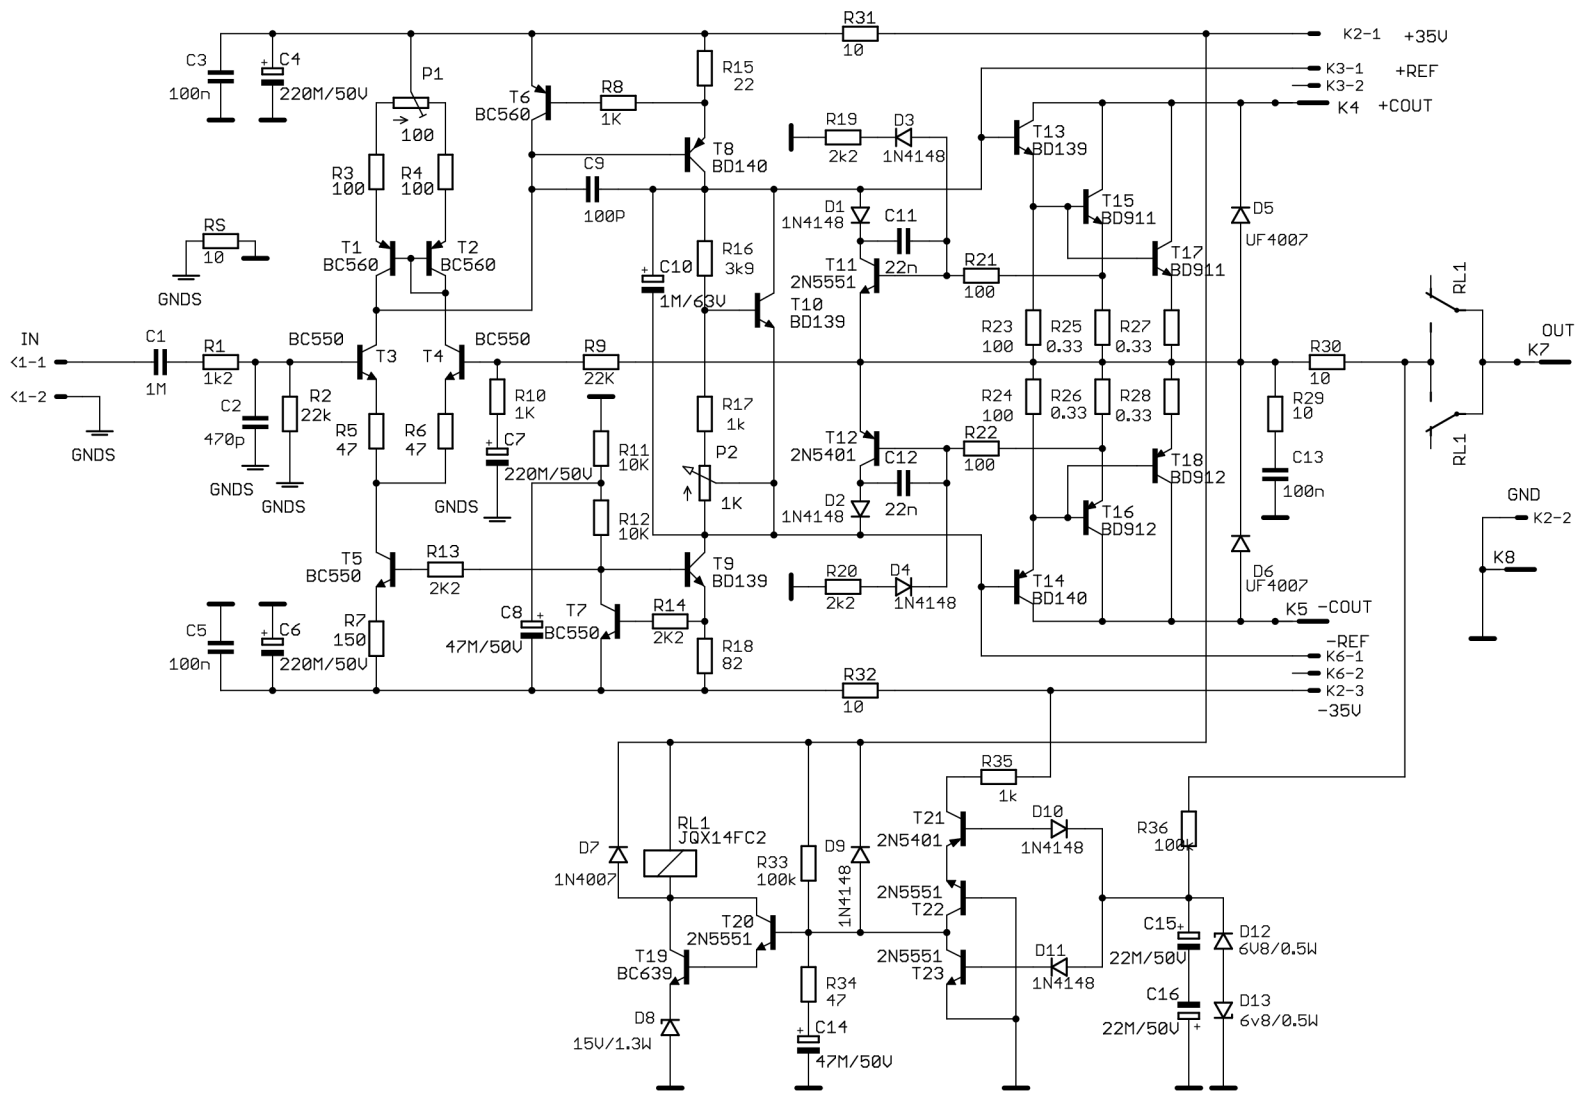 R31
10
K2-1 +35V
C3
100n
C4
220M/50V
P1
100
R15
22
K3-1 +REF
K3-2
K4 +COUT
T6
BC560
R8
1K
R19
2k2
D3
1N4148
T13
BD139
T8
BD140
R3
100
R4
100
C9
100P
D1
1N4148
C11
22n
T15
BD911
D5
UF4007
RS
10
GNDS
T1
BC560
T2
BC560
R16
3k9
C10
1M/63V
T11
2N5551
R21
100
T17
BD911
RL1
T10
BD139
R23
100
R25
0.33
R27
0.33
IN
<1-1
<1-2
C1
1M
R1
1k2
BC550
T3
BC550
T4
R9
22K
R30
10
OUT
K7
GNDS
C2
470p
GNDS
R2
22k
GNDS
R5
47
R6
47
R10
1K
C7
220M/50V
GNDS
R11
10K
R12
10K
R17
1k
P2
1K
R24
100
R26
0.33
R28
0.33
R29
10
C13
100n
RL1
T12
2N5401
R22
100
C12
22n
D2
1N4148
T18
BD912
T16
BD912
GND
K2-2
K8
T5
BC550
R13
2K2
T9
BD139
R20
2k2
D4
1N4148
T14
BD140
D6
UF4007
K5 -COUT
-REF
K6-1
K6-2
K2-3
-35V
C5
100n
C6
220M/50V
R7
150
C8
47M/50V
T7
BC550
R14
2K2
R18
82
R32
10
R35
1k
D7
1N4007
RL1
JQX14FC2
R33
100k
D9
1N4148
T21
2N5401
D10
1N4148
R36
100k
2N5551
T22
T20
2N5551
T19
BC639
2N5551
T23
D11
1N4148
C15
22M/50V
D12
6V8/0.5W
R34
47
C16
22M/50V
D13
6v8/0.5W
D8
15V/1.3W
C14
47M/50V